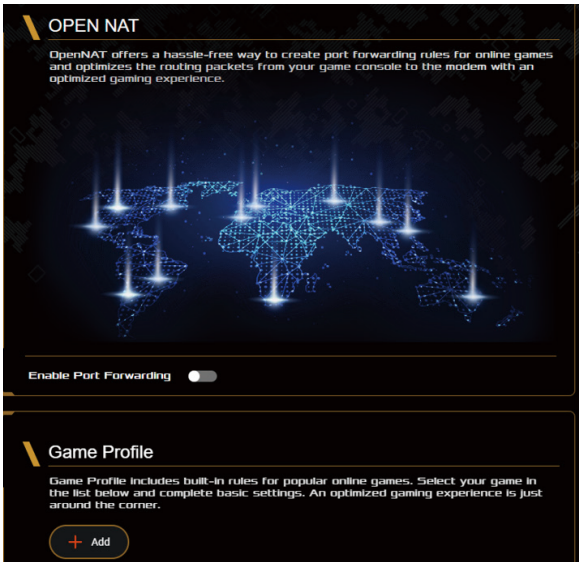 OPEN NAT
OpenNAT offers a hassle-free way to create port forwarding rules for online games
and optimizes the routing packets from your game console to the modem with an
optimized gaming experience.
Enable Port Forwarding
Game Profile
Game Profile includes built-in rules for popular online games. Select your game in
the list below and complete basic settings. An optimized gaming experience is just
around the corner.
Add